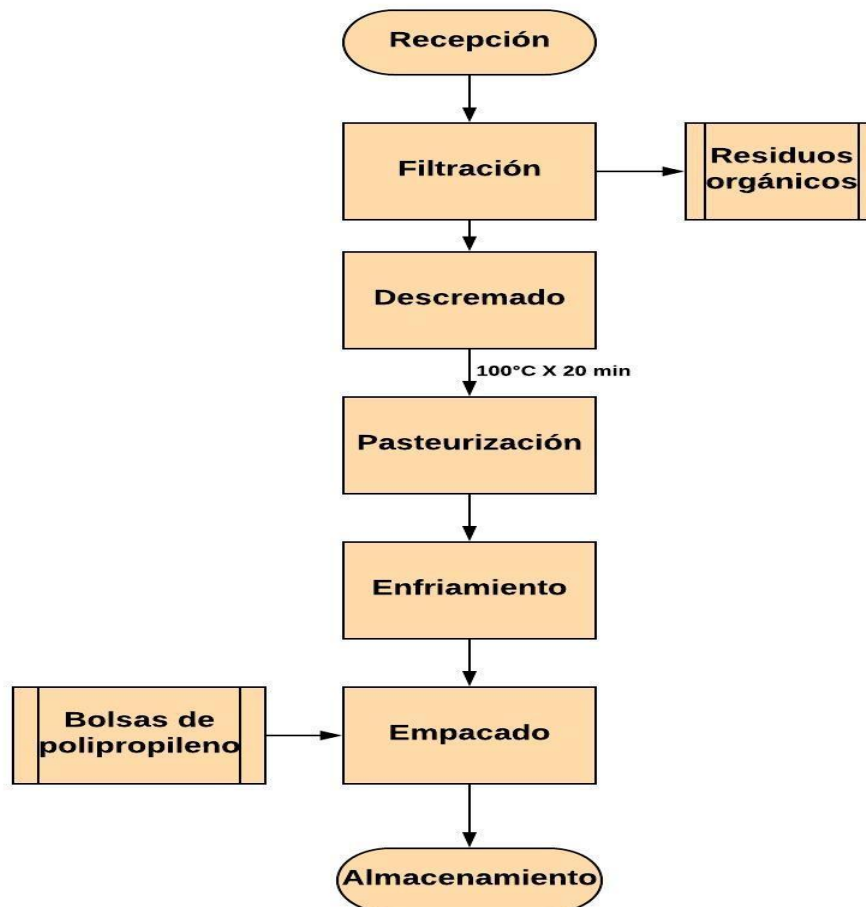 Recepción
Filtración
Residuos
orgánicos
Descremado
100°C X 20 min
Pasteurización
Enfriamiento
Bolsas de
polipropileno
Empacado
Almacenamiento